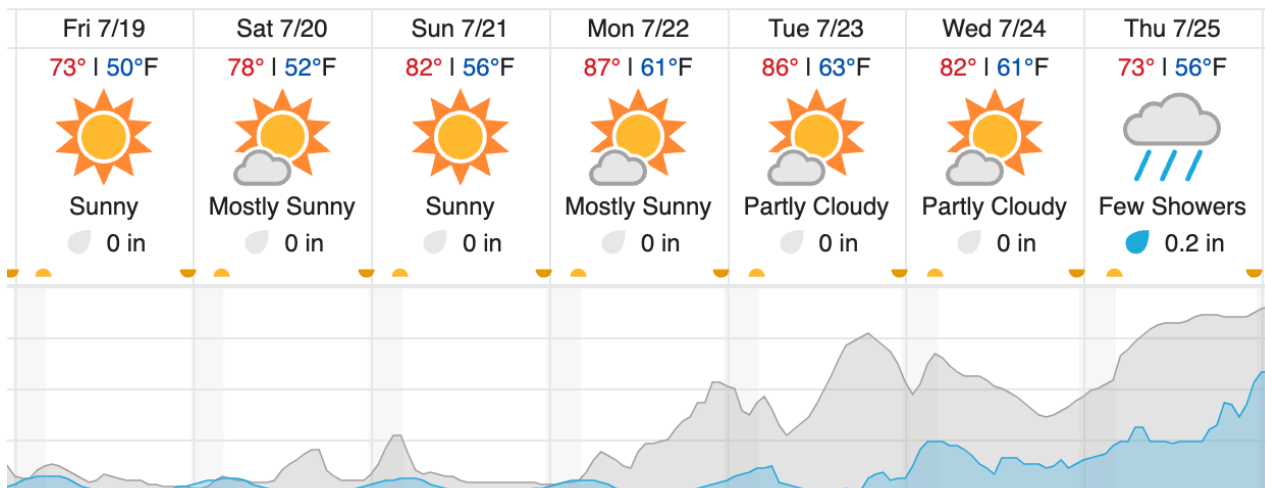 Fri 7/19 Sat 7/20 Sun 7/21 Mon 7/22 Tue 7/23 Wed 7/24 Thu 7/25
73° | 50°F 78° | 52°F 82° | 56°F 87° | 61°F 86° | 63°F 82° | 61°F 73° | 56°F
Sunny Mostly Sunny Sunny Mostly Sunny Partly Cloudy Partly Cloudy Few Showers
0 in 0 in 0 in 0 in 0 in 0 in 0.2 in